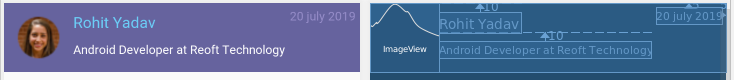 Rohit Yadav
20 july 2019
Android Developer at Reoft Technology
10
Rohit Yadav
20 july 2019
10
ImageView
Android Developer at Reoft Technology